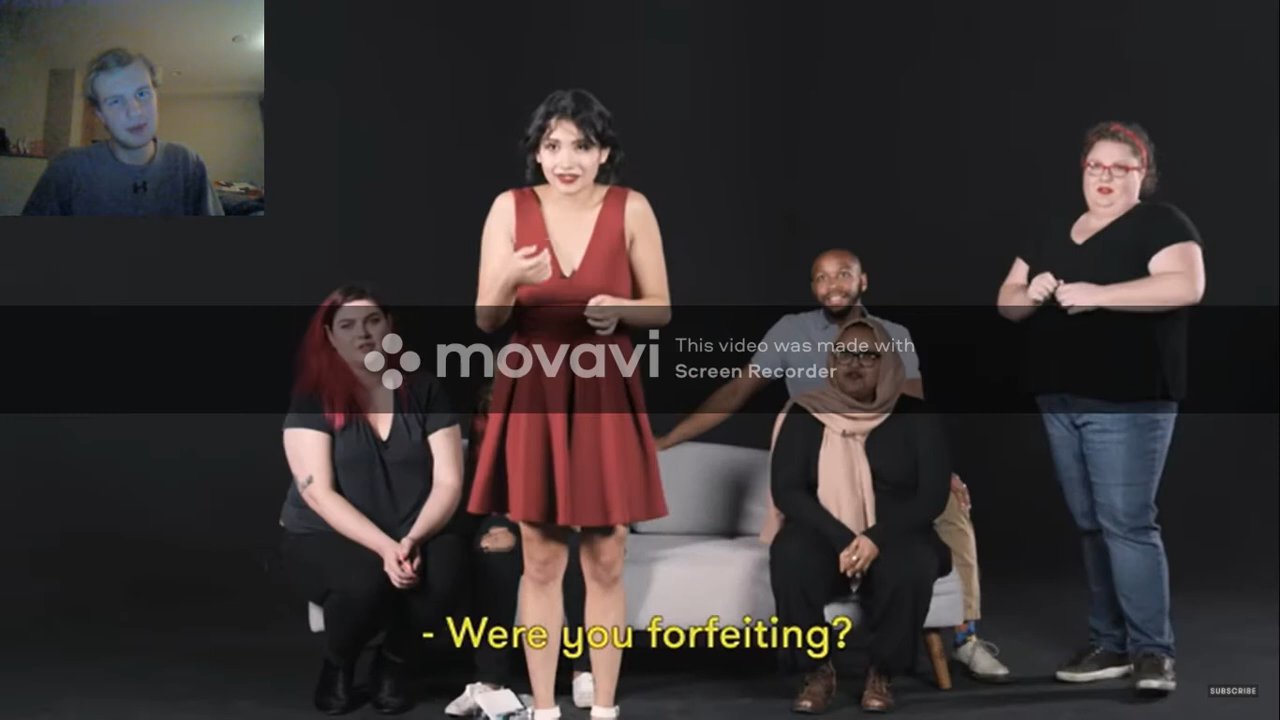 movavi
This video was made with
Screen Recorder
- Were you forfeiting?
SUBSCRIBE